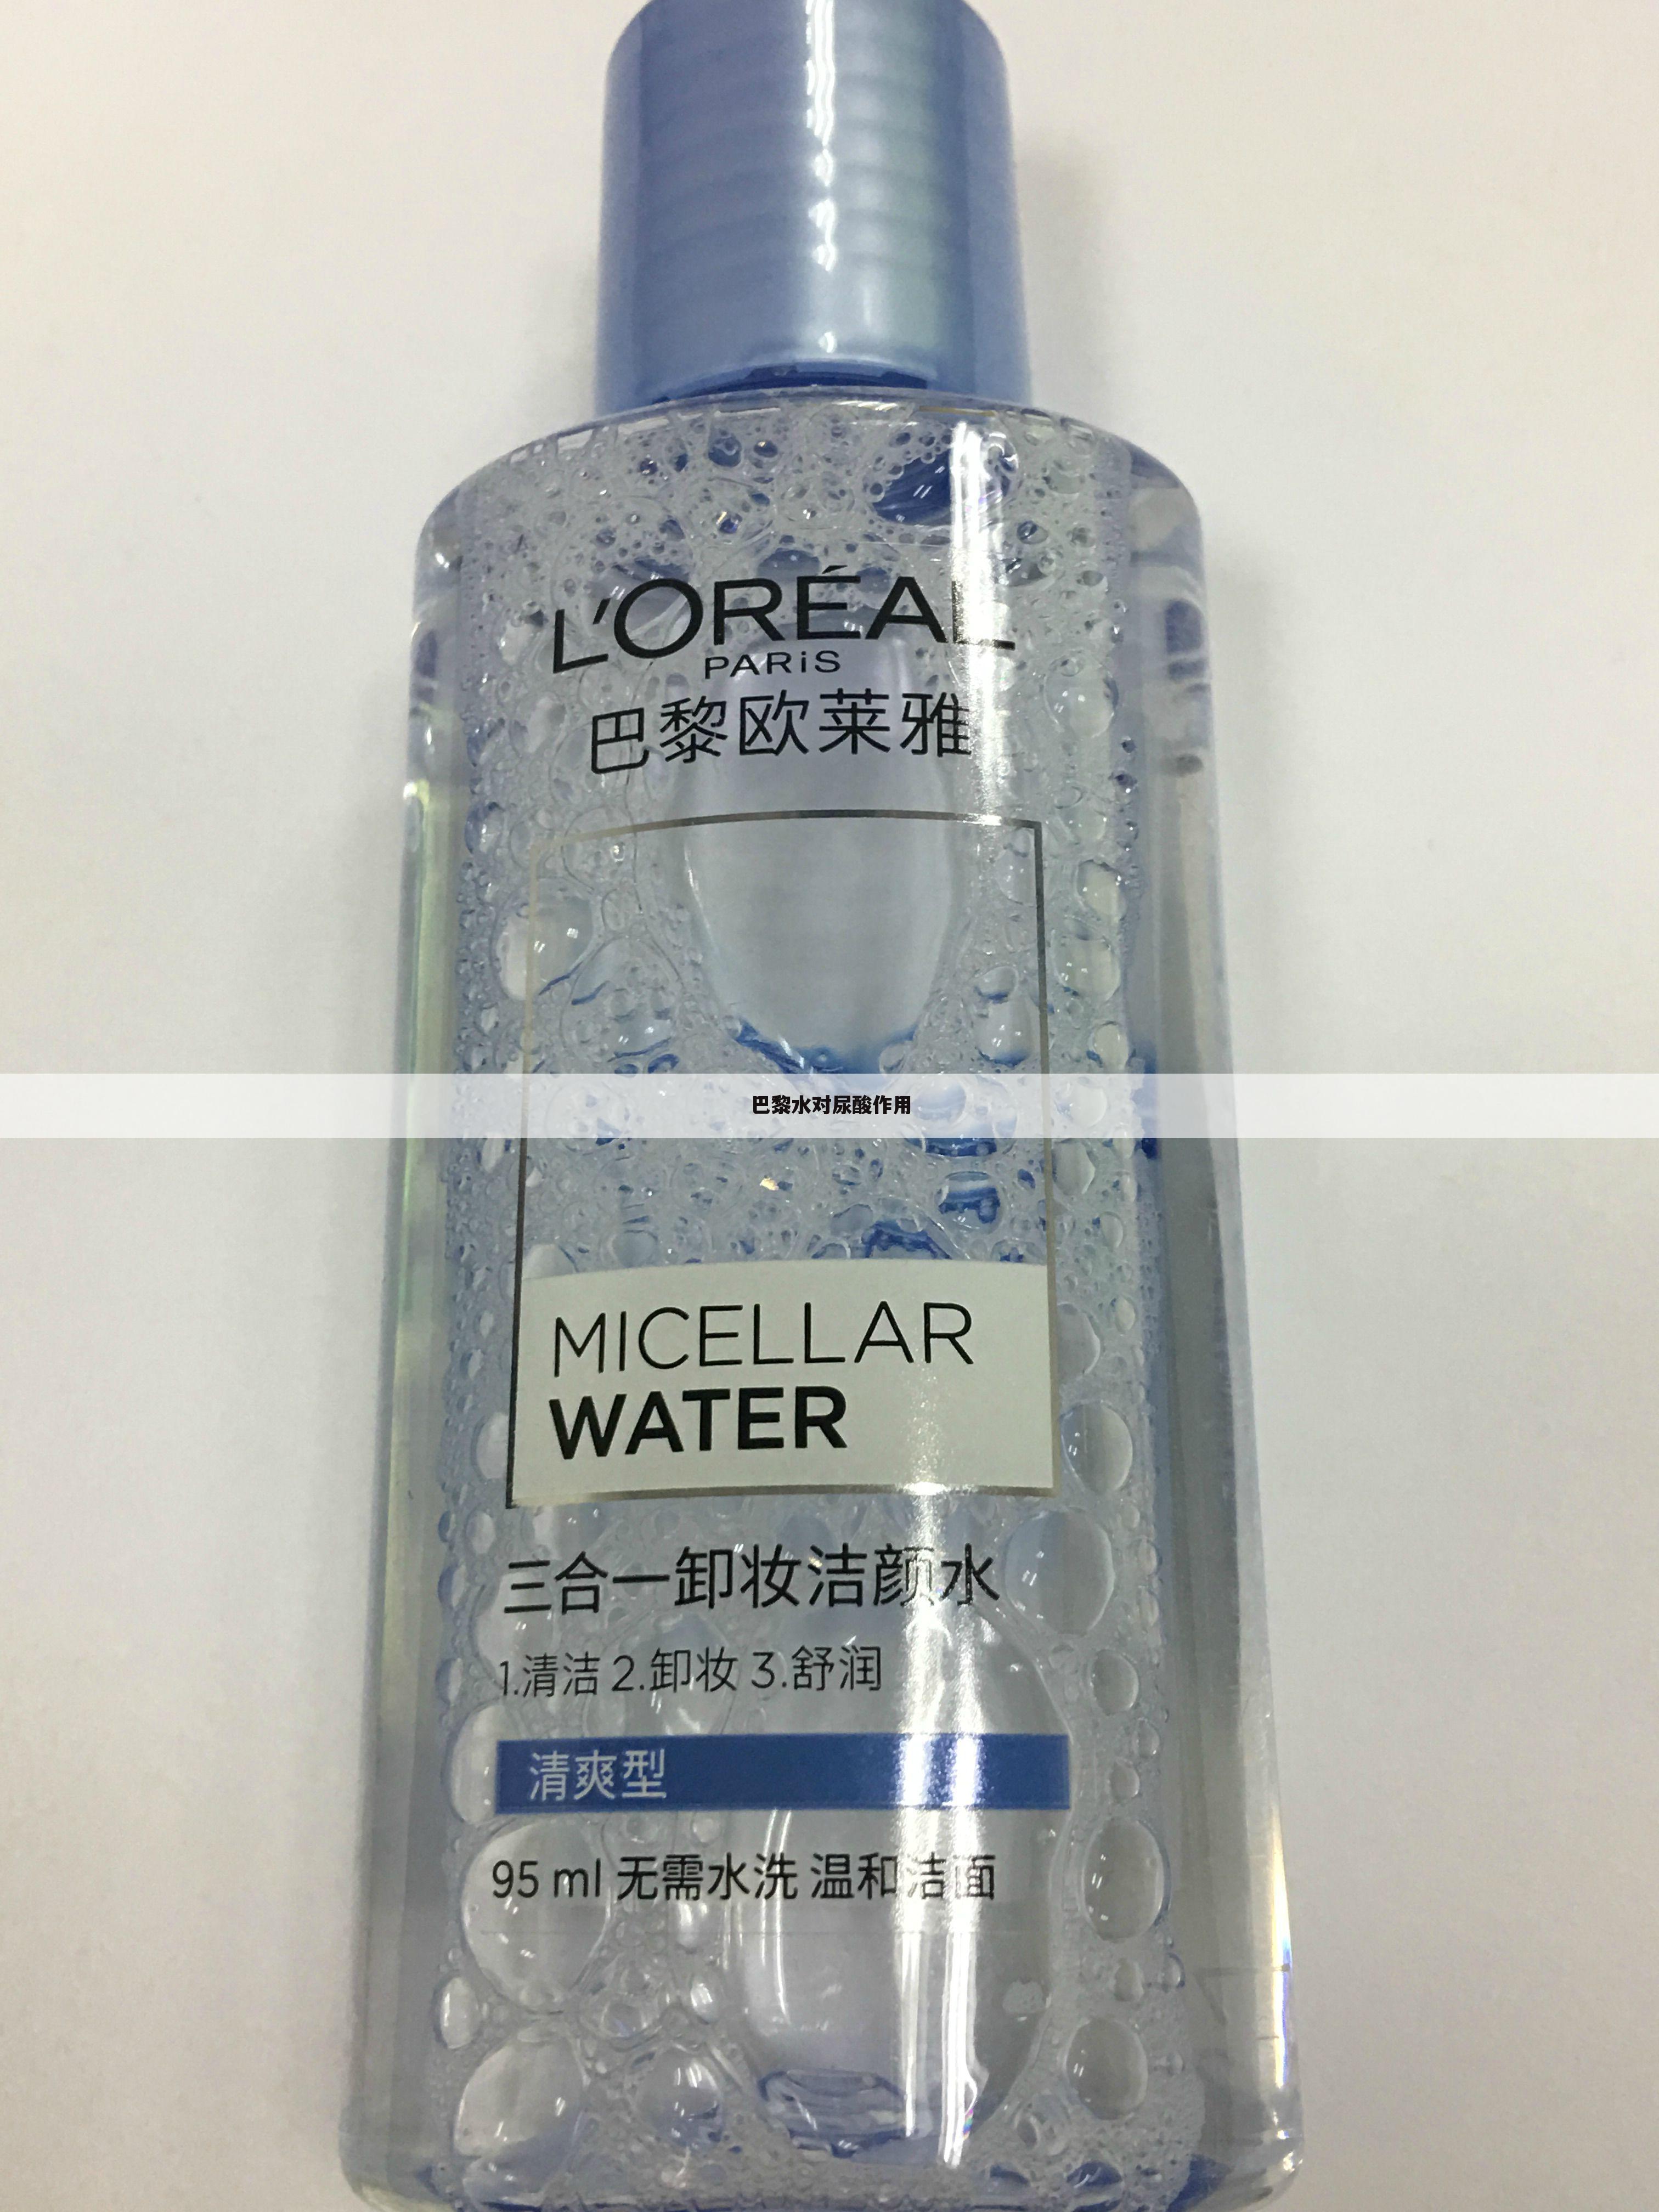 L'ORÉAL
PARiS
巴黎欧莱雅
巴黎水对尿酸作用
MICELLAR
WATER
三合一卸妆洁颜水
1.清洁 2.卸妆 3.舒润
清爽型
95 ml 无需水洗 温和洁面